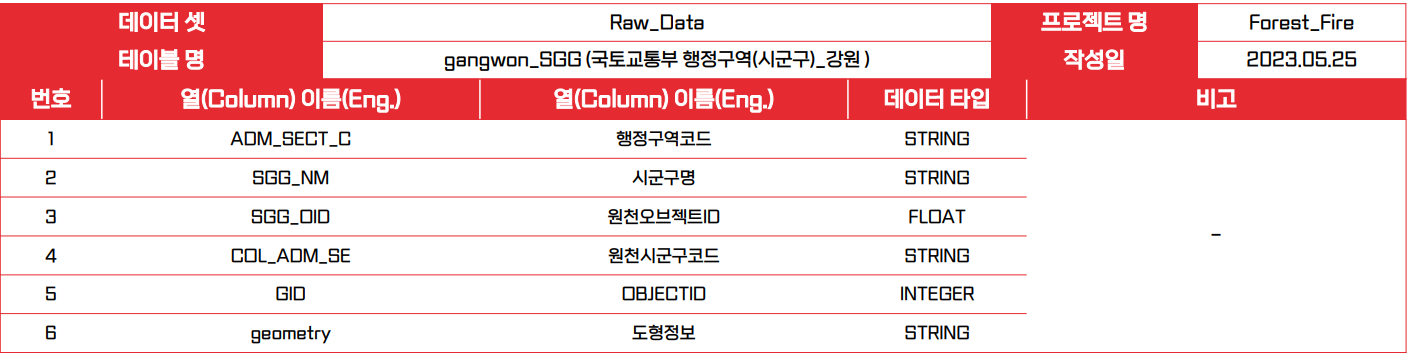 데이터 셋 Raw_Data 프로젝트 명 Forest_Fire
테이블 명 gangwon_SGG (국토교통부 행정구역(시군구)_강원 ) 작성일 2023.05.25
번호 열(Column) 이름(Eng.) 열(Column) 이름(Eng.) 데이터 타입 비고
1 ADM_SECT_C 행정구역코드 STRING
2 SGG_NM 시군구명 STRING
3 SGG_OID 원천오브젝트ID FLOAT
–
4 COL_ADM_SE 원천시군구코드 STRING
5 GID OBJECTID INTEGER
6 geometry 도형정보 STRING